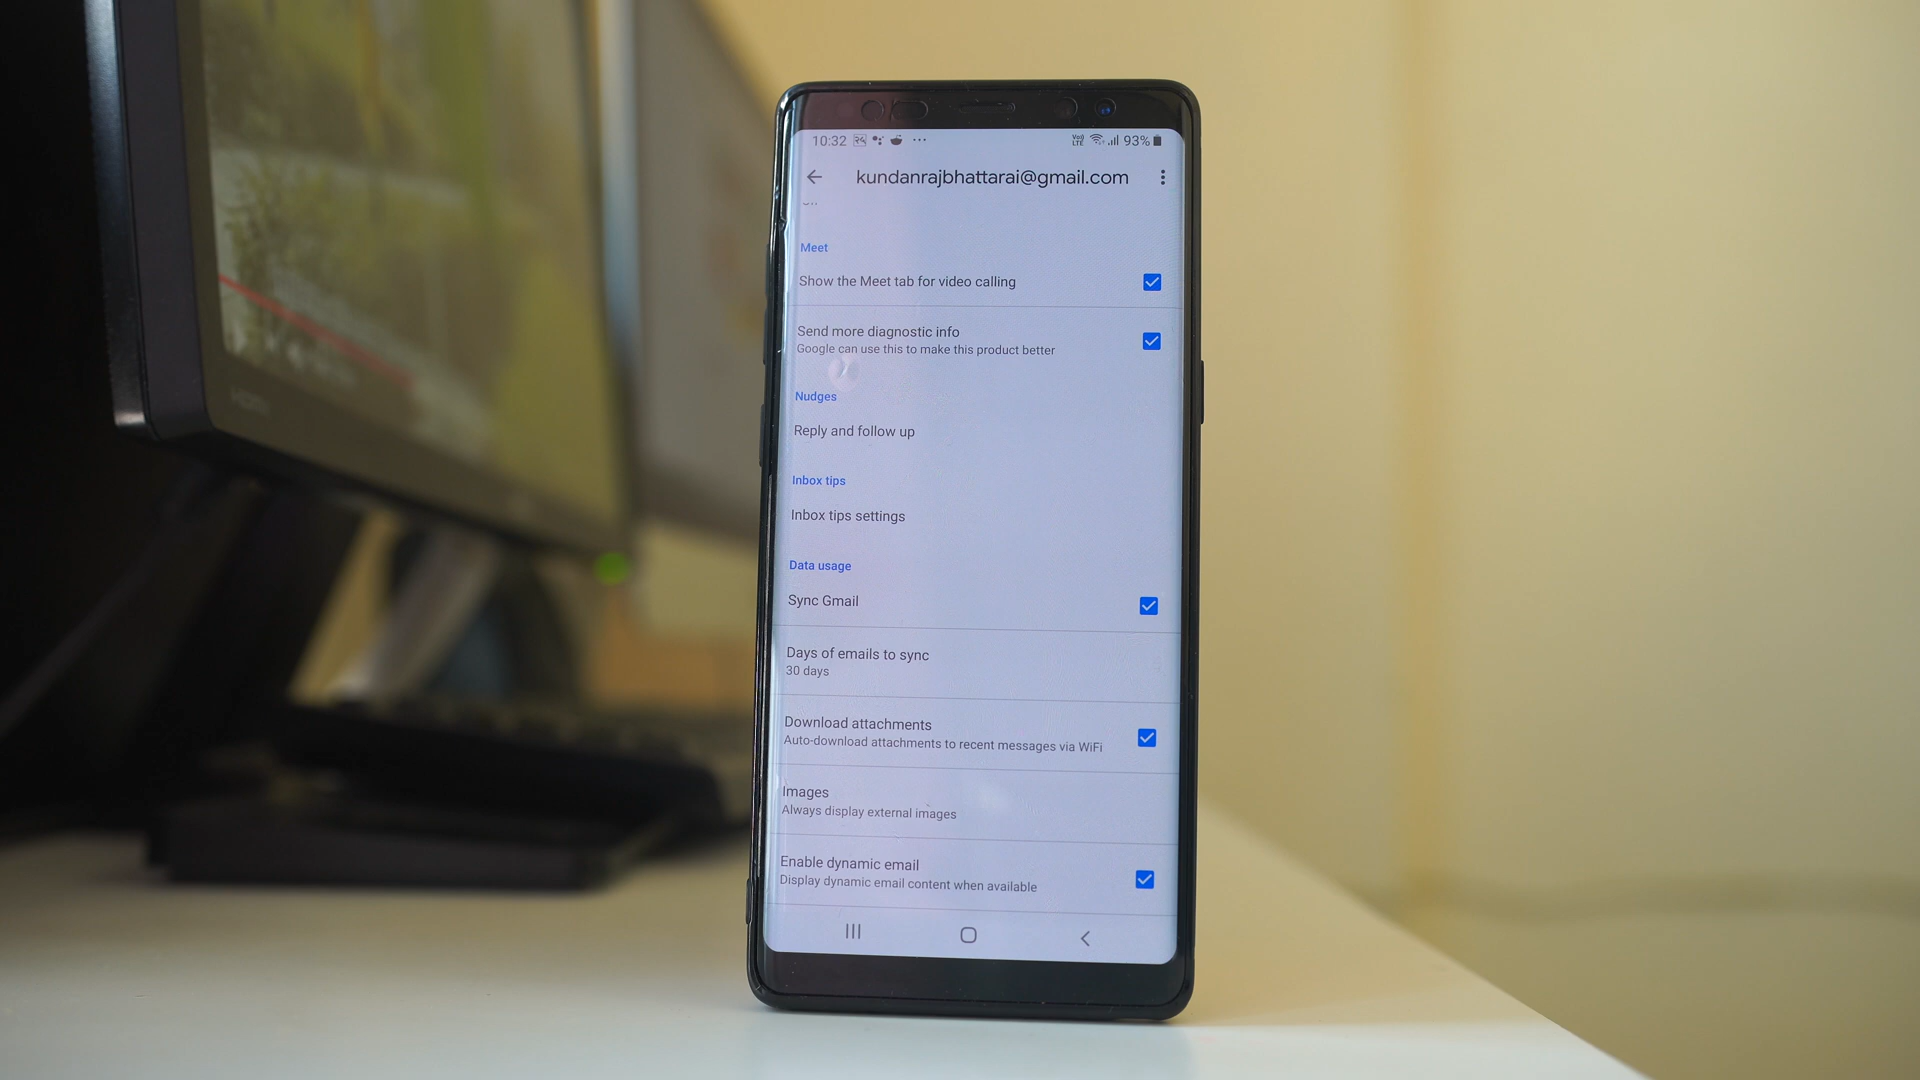 10:32 93%
kundanrajbhattarai@gmail.com
Meet
Show the Meet tab for video calling
Send more diagnostic info
Google can use this to make this product better
Nudges
Reply and follow up
Inbox tips
Inbox tips settings
Data usage
Sync Gmail
Days of emails to sync
30 days
Download attachments
Auto-download attachments to recent messages via WiFi
Images
Always display external images
Enable dynamic email
Display dynamic email content when available